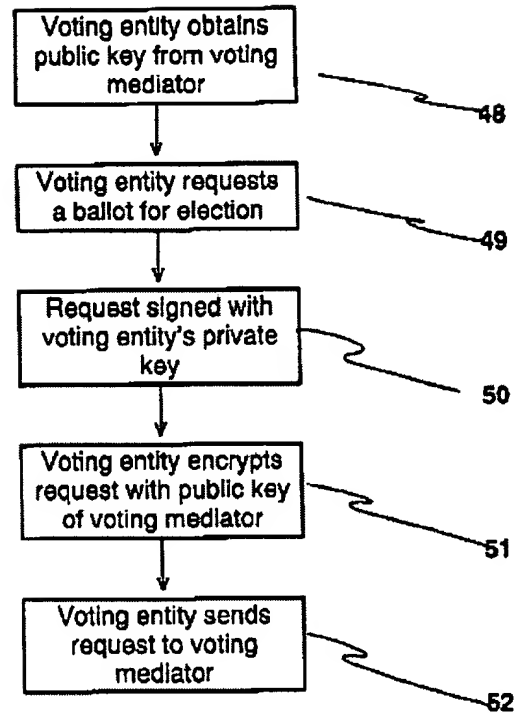 Voting entity obtains
public key from voting
mediator
48
Voting entity requests
a ballot for election
49
Request signed with
voting entity's private
key
50
Voting entity encrypts
request with public key
of voting mediator
51
Voting entity sends
request to voting
mediator
52